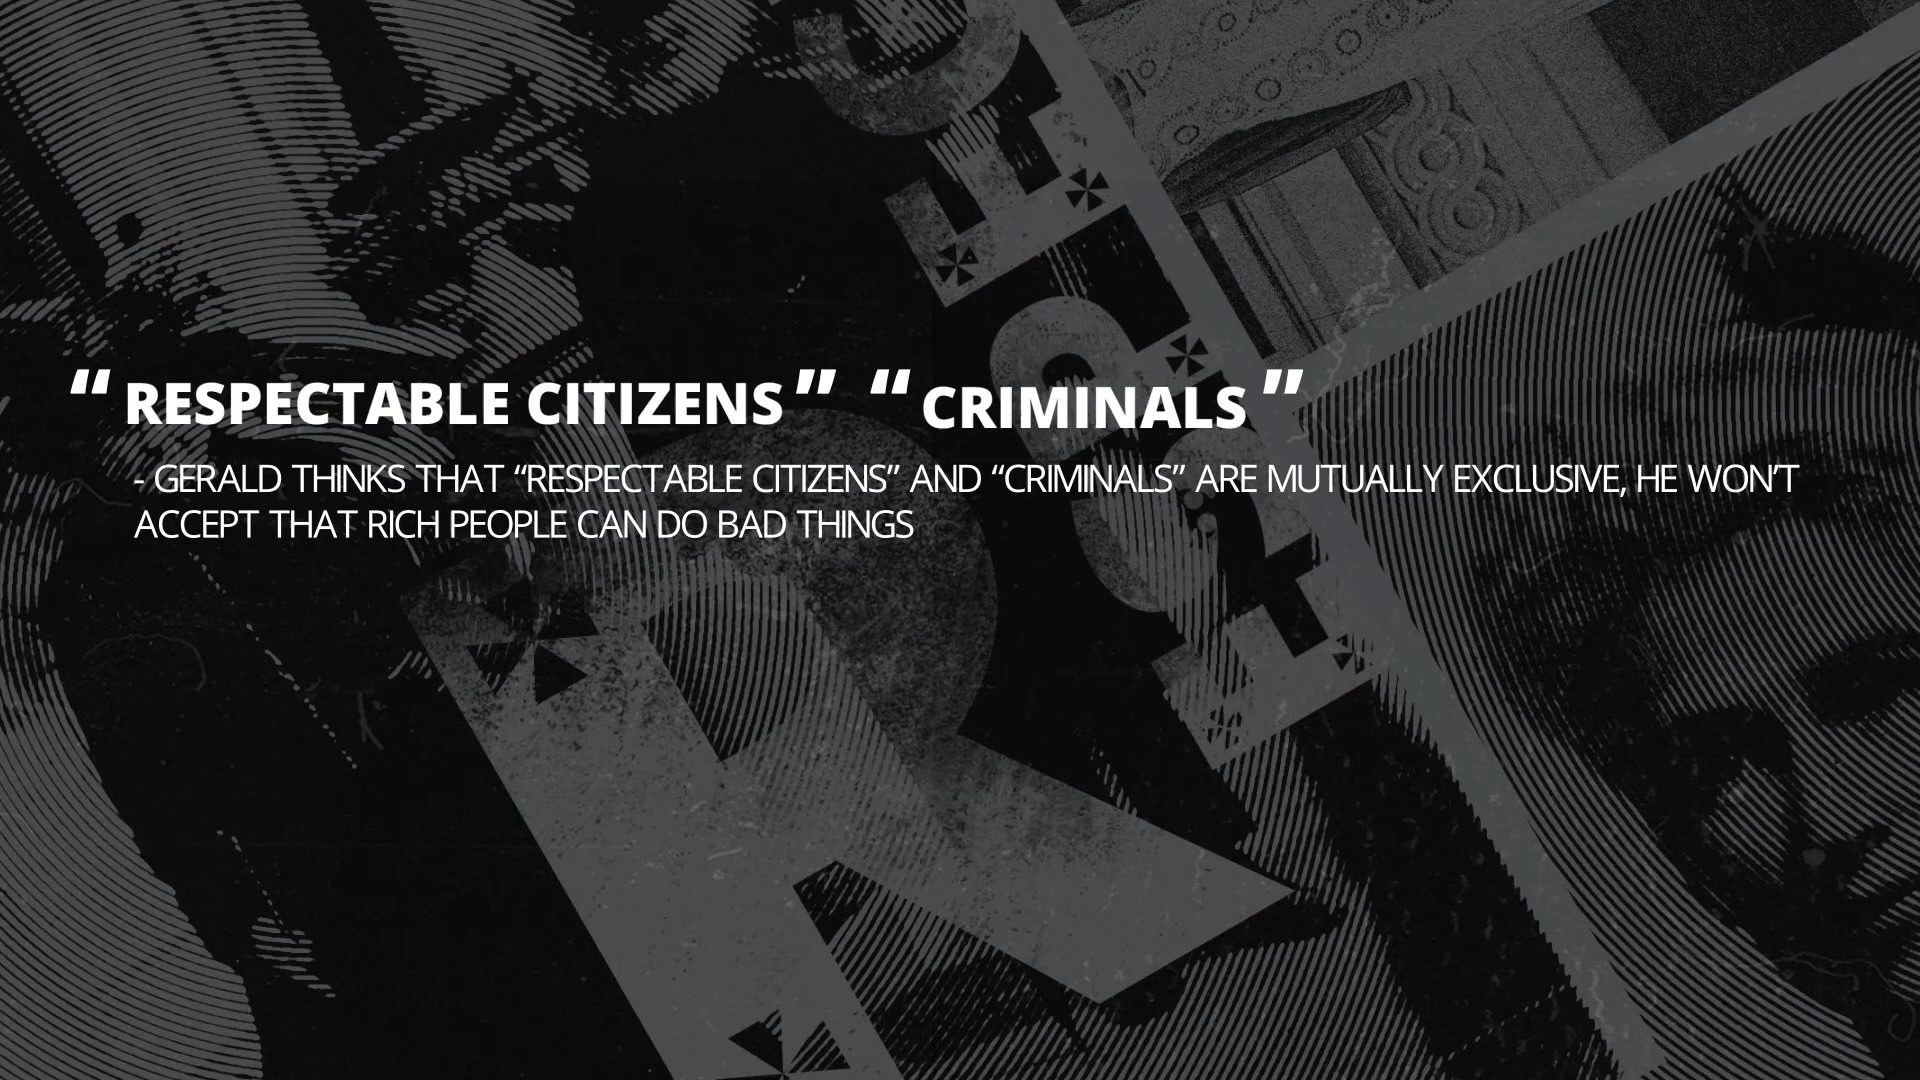 “RESPECTABLE CITIZENS” “CRIMINALS”
- GERALD THINKS THAT “RESPECTABLE CITIZENS” AND “CRIMINALS” ARE MUTUALLY EXCLUSIVE, HE WON’T
ACCEPT THAT RICH PEOPLE CAN DO BAD THINGS